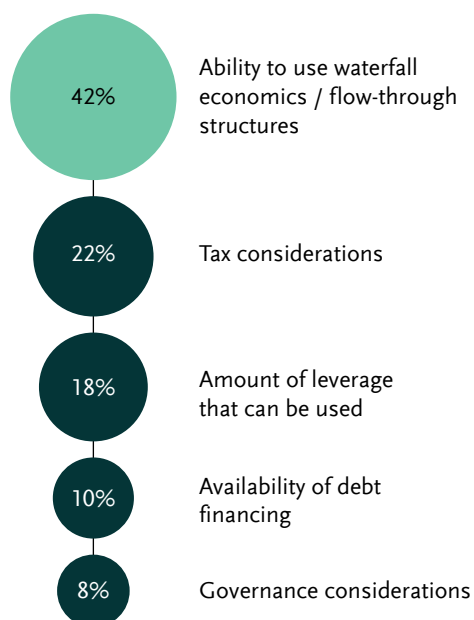 42%
Ability to use waterfall
economics / flow-through
structures
22%
Tax considerations
18%
Amount of leverage
that can be used
10%
Availability of debt
financing
8%
Governance considerations